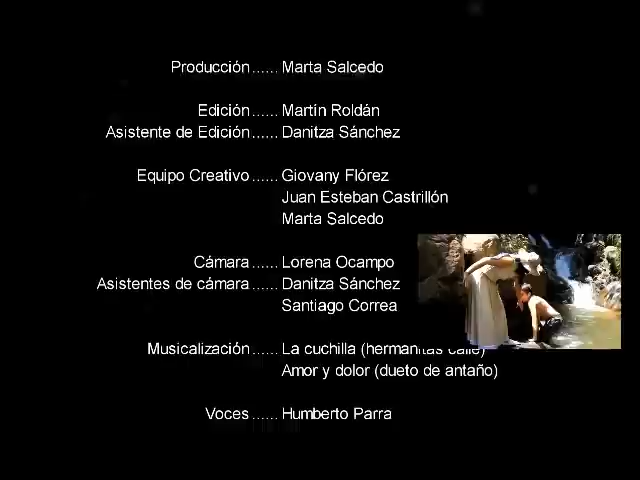 Producción ...... Marta Salcedo
Edición ...... Martín Roldán
Asistente de Edición ...... Danitza Sánchez
Equipo Creativo ...... Giovany Flórez
Juan Esteban Castrillón
Marta Salcedo
Cámara ...... Lorena Ocampo
Asistentes de cámara ...... Danitza Sánchez
Santiago Correa
Musicalización ...... La cuchilla (hermanitas calle)
Amor y dolor (dueto de antaño)
Voces ...... Humberto Parra